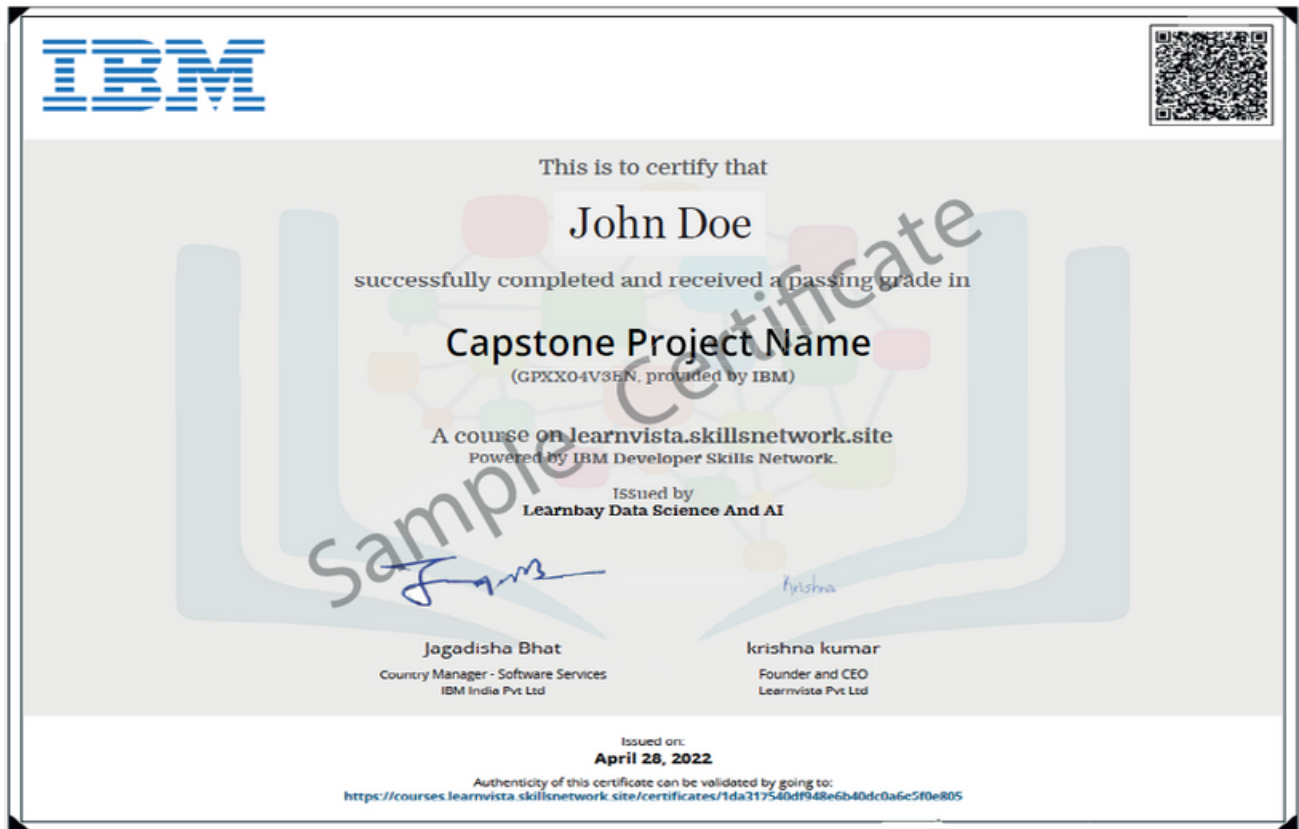 IBM
This is to certify that
John Doe
successfully completed and received a passing grade in
Capstone Project Name
(GPXX04V3EN, provided by IBM)
A course on learnvista.skillsnetwork.site
Powered by IBM Developer Skills Network.
Issued by
Learnbay Data Science And AI
Sample Certificate
Krishna
Jagadisha Bhat
krishna kumar
Country Manager - Software Services
Founder and CEO
IBM India Pvt Ltd
Learnvista Pvt Ltd
Issued on:
April 28, 2022
Authenticity of this certificate can be validated by going to:
https://courses.learnvista.skillsnetwork.site/certificates/1da317540df948e6b40dc0a6c5f0e805